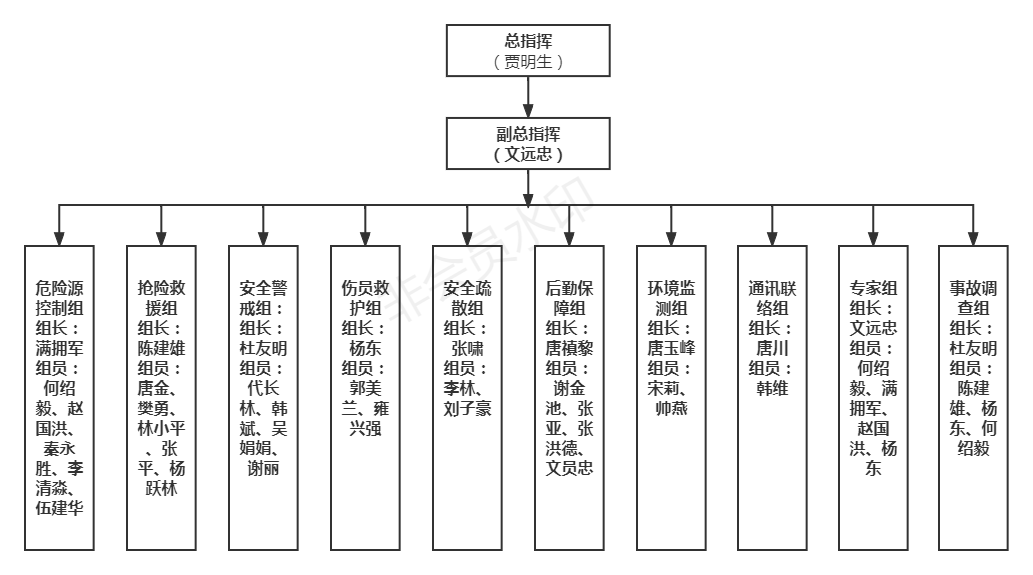 总指挥
（贾明生）
副总指挥
（文远忠）
危险源
控制组
组长：
满拥军
组员：
何绍
毅、赵
国洪、
秦永
胜、李
清淼、
伍建华
抢险救
援组
组长：
陈建雄
组员：
唐金、
樊勇、
林小平
、张
平、杨
跃林
安全警
戒组：
组长：
杜友明
组员：
代长
林、韩
斌、吴
娟娟、
谢丽
伤员救
护组
组长：
杨东
组员：
郭美
兰、雍
兴强
安全疏
散组
组长：
张啸
组员：
李林、
刘子豪
后勤保
障组
组长：
唐禛黎
组员：
谢金
池、张
亚、张
洪德、
文员忠
环境监
测组
组长：
唐玉峰
组员：
宋莉、
帅燕
通讯联
络组
组长：
唐川
组员：
韩维
专家组
组长：
文远忠
组员：
何绍
毅、满
拥军、
赵国
洪、杨
东
事故调
查组
组长：
杜友明
组员：
陈建
雄、杨
东、何
绍毅
非会员水印